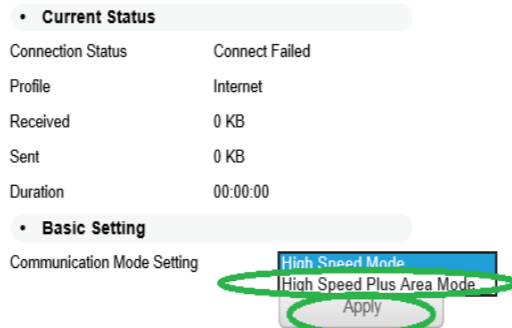 • Current Status
Connection Status Connect Failed
Profile Internet
Received 0 KB
Sent 0 KB
Duration 00:00:00
• Basic Setting
Communication Mode Setting High Speed Mode
High Speed Plus Area Mode
Apply